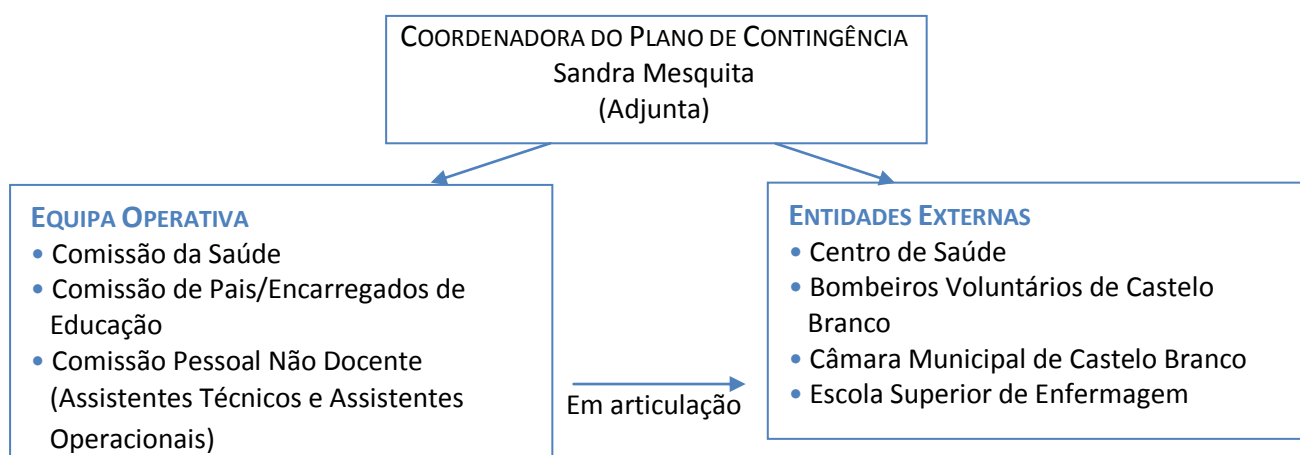 COORDENADORA DO PLANO DE CONTINGÊNCIA
Sandra Mesquita
(Adjunta)
EQUIPA OPERATIVA
• Comissão da Saúde
• Comissão de Pais/Encarregados de
Educação
• Comissão Pessoal Não Docente
(Assistentes Técnicos e Assistentes
Operacionais)
Em articulação
ENTIDADES EXTERNAS
• Centro de Saúde
• Bombeiros Voluntários de Castelo
Branco
• Câmara Municipal de Castelo Branco
• Escola Superior de Enfermagem